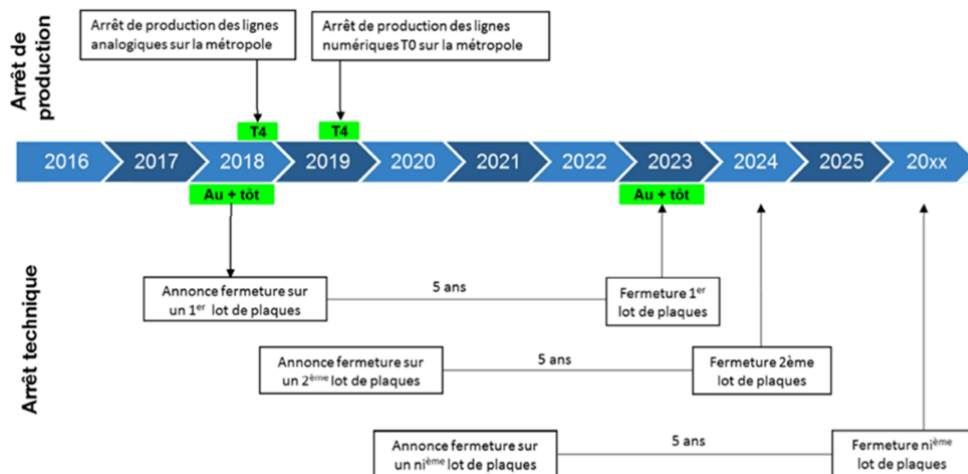 Arrêt de
production
Arrêt de production des lignes
analogiques sur la métropole
Arrêt de production des lignes
numériques T0 sur la métropole
T4
T4
2016
2017
2018
2019
2020
2021
2022
2023
2024
2025
20xx
Au + tôt
Au + tôt
Arrêt technique
Annonce fermeture sur
un 1er lot de plaques
5 ans
Fermeture 1er
lot de plaques
Annonce fermeture sur
un 2ème lot de plaques
5 ans
Fermeture 2ème
lot de plaques
Annonce fermeture sur
un nième lot de plaques
5 ans
Fermeture nième
lot de plaques